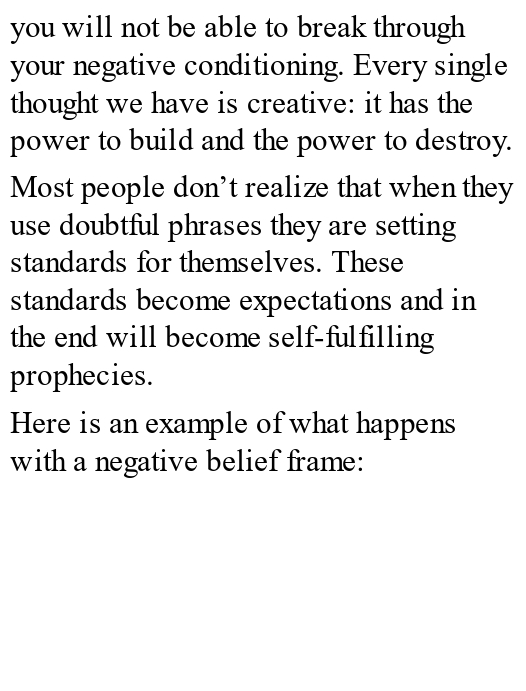 you will not be able to break through
your negative conditioning. Every single
thought we have is creative: it has the
power to build and the power to destroy.
Most people don’t realize that when they
use doubtful phrases they are setting
standards for themselves. These
standards become expectations and in
the end will become self-fulfilling
prophecies.
Here is an example of what happens
with a negative belief frame: